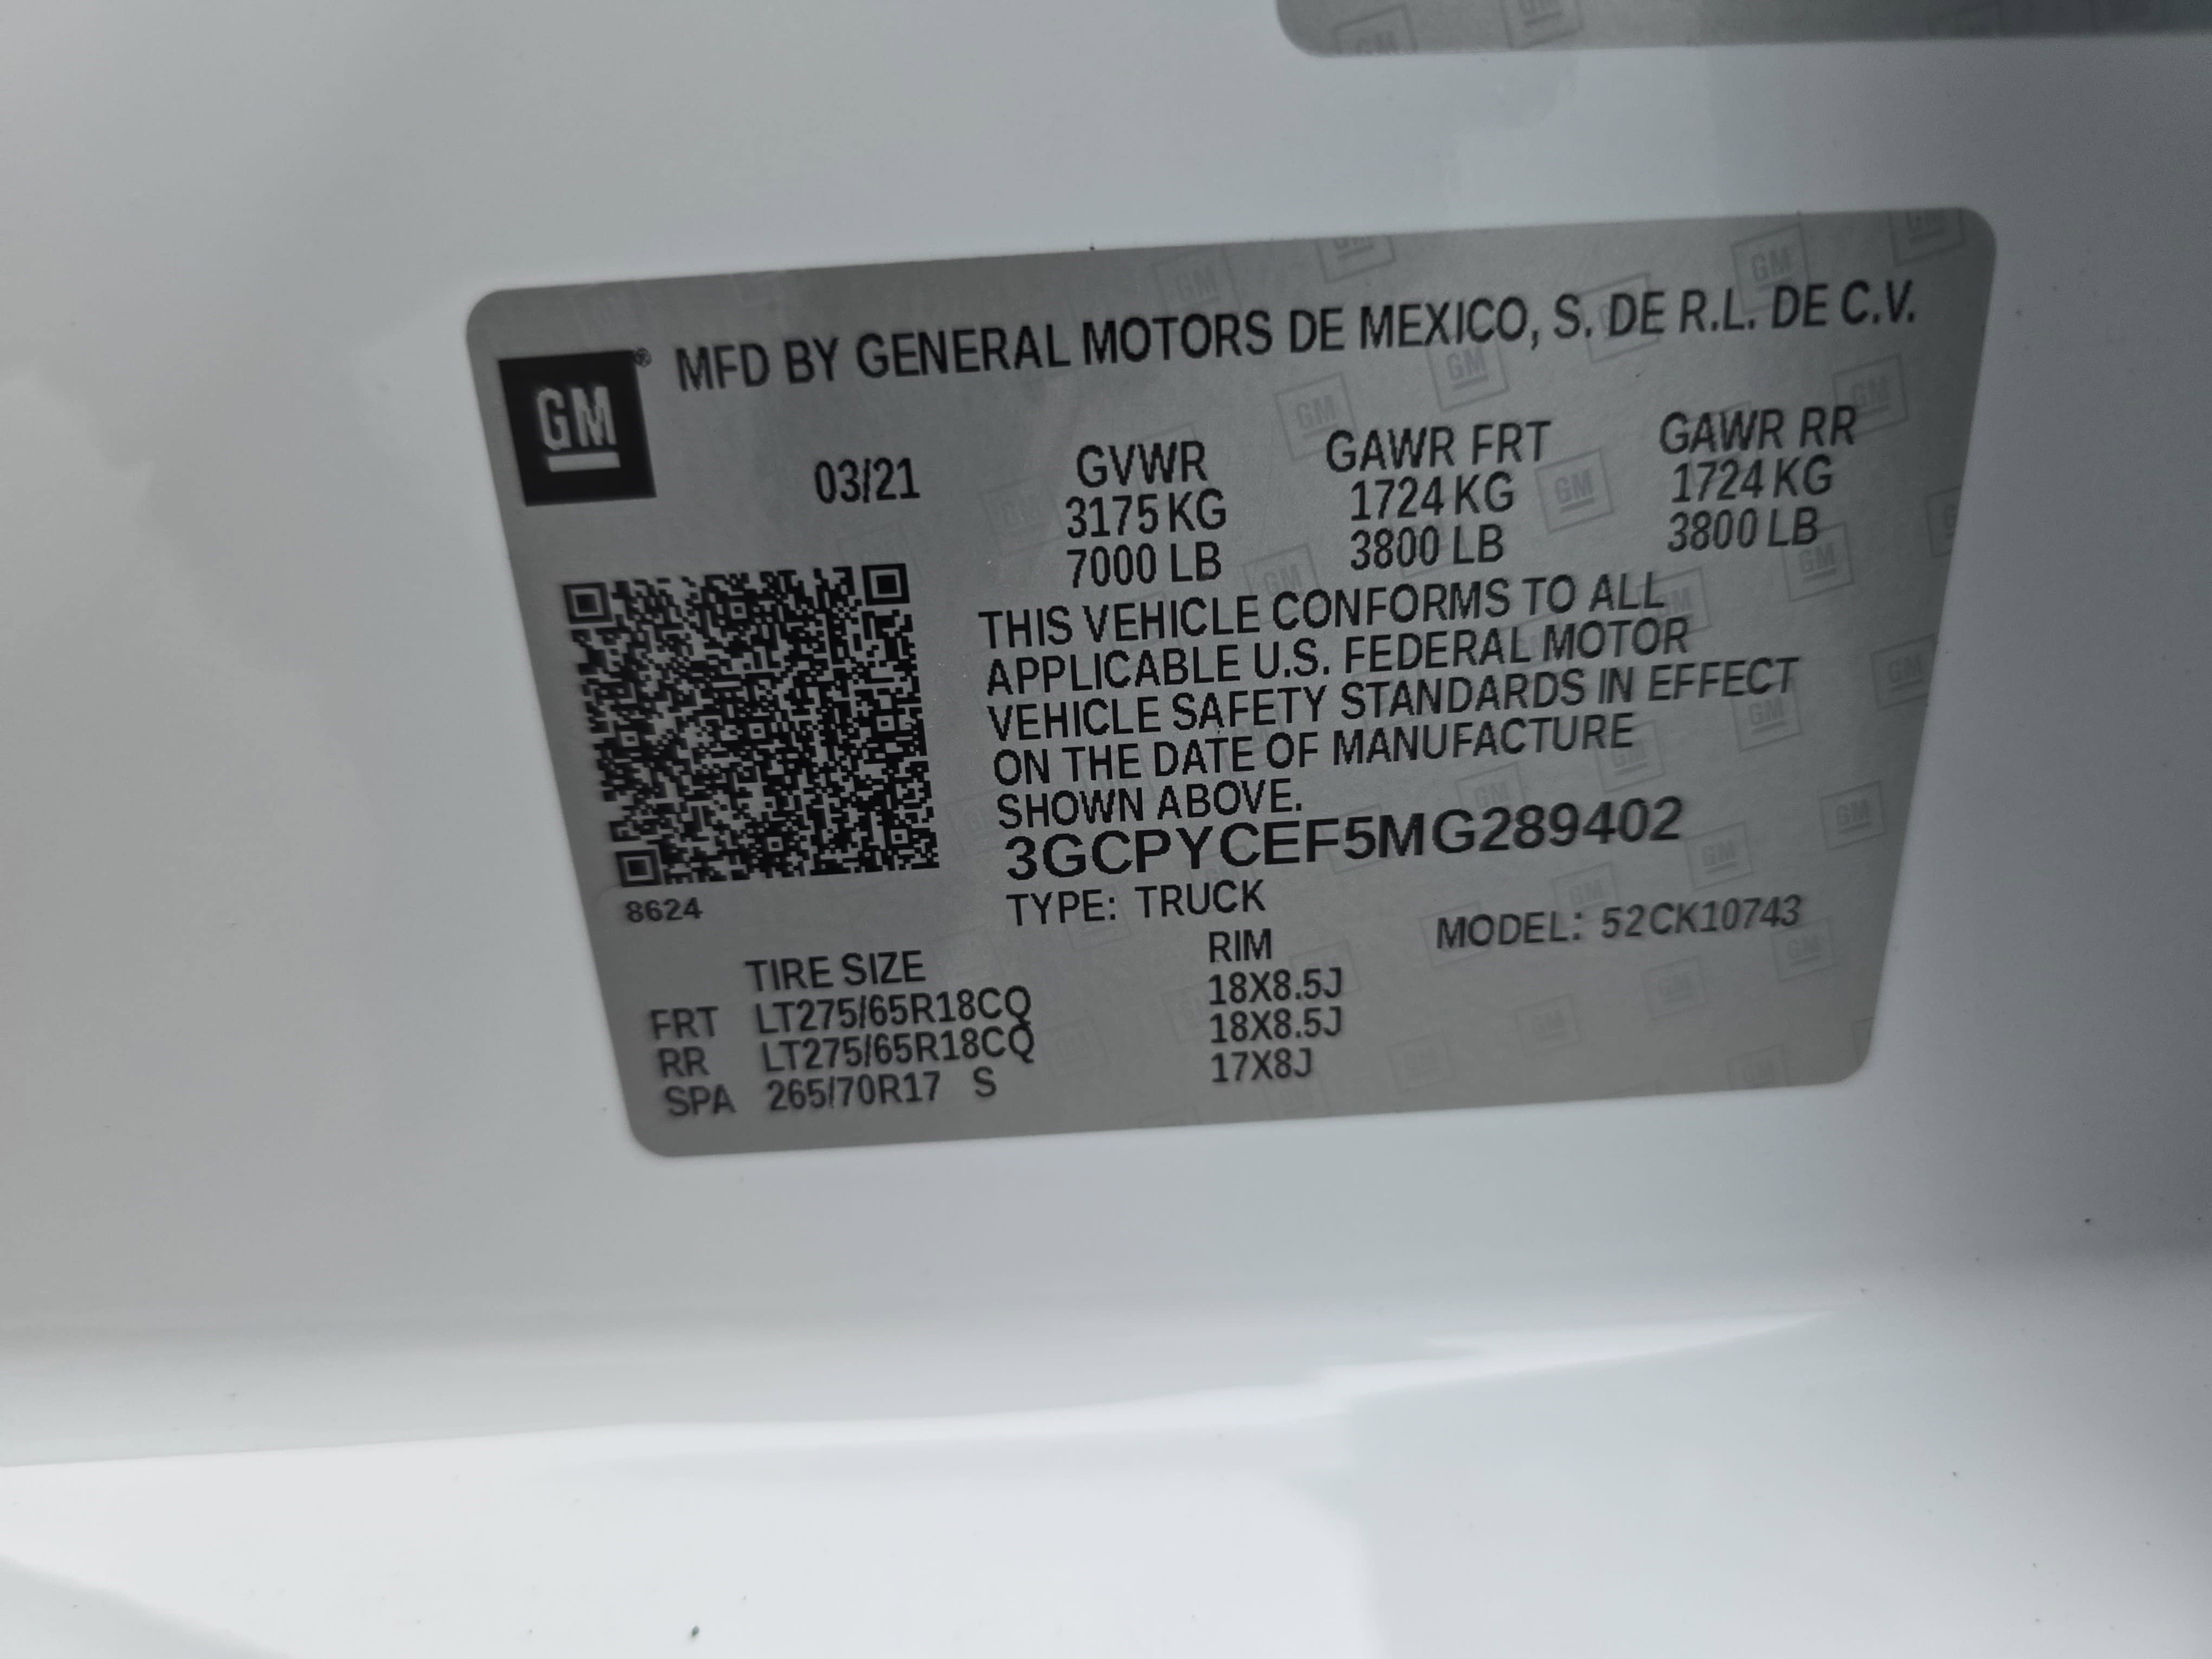 GM® MFD BY GENERAL MOTORS DE MEXICO, S. DE R.L. DE C.V.
03/21 GVWR GAWR FRT GAWR RR
3175 KG 1724 KG 1724 KG
7000 LB 3800 LB 3800 LB
THIS VEHICLE CONFORMS TO ALL
APPLICABLE U.S. FEDERAL MOTOR
VEHICLE SAFETY STANDARDS IN EFFECT
ON THE DATE OF MANUFACTURE
SHOWN ABOVE.
3GCPYCEF5MG289402
8624 TYPE: TRUCK MODEL: 52CK10743
TIRE SIZE RIM
FRT LT275/65R18CQ 18X8.5J
RR LT275/65R18CQ 18X8.5J
SPA 265/70R17 S 17X8J